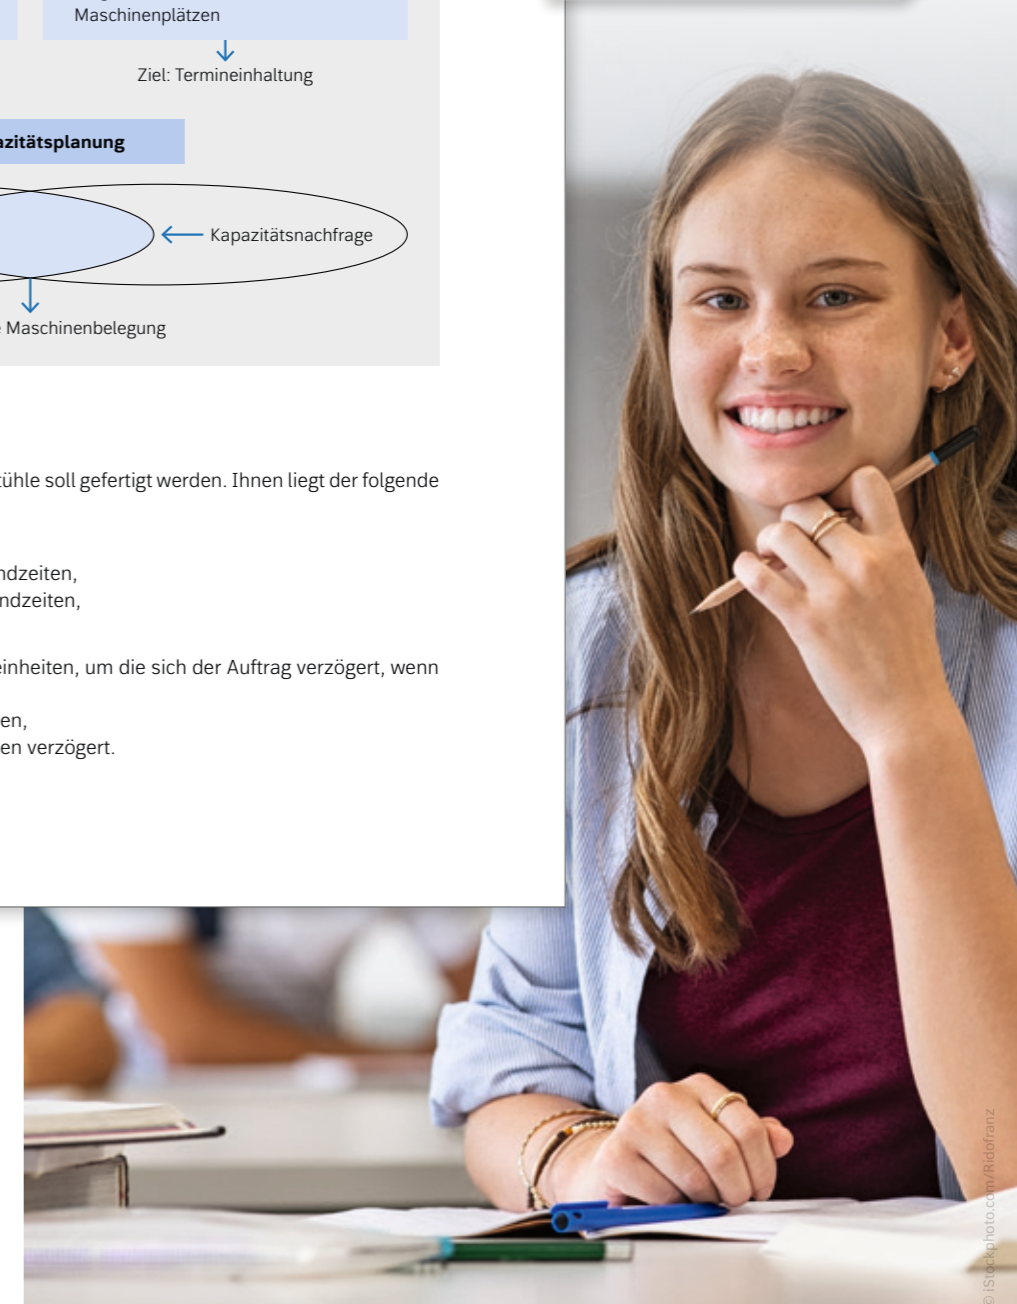 Maschinenplätzen
Ziel: Termineinhaltung
azitätsplanung
Kapazitätsnachfrage
e Maschinenbelegung
tühle soll gefertigt werden. Ihnen liegt der folgende
ndzeiten,
ndzeiten,
einheiten, um die sich der Auftrag verzögert, wenn
en,
en verzögert.
© iStockphoto.com/Ridofranz